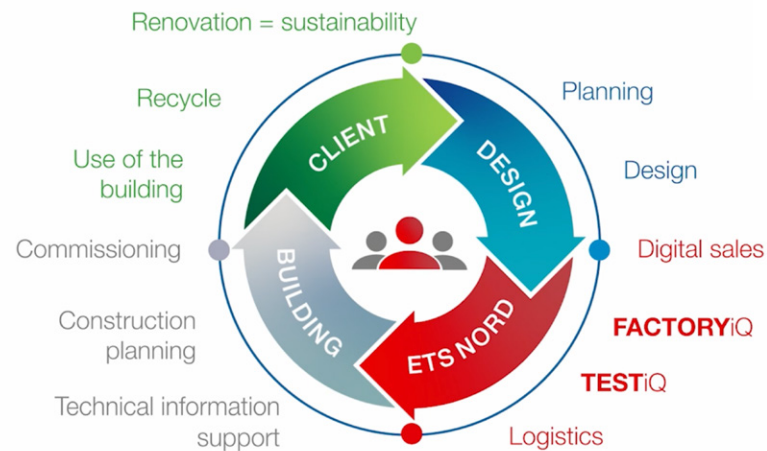 Renovation = sustainability
Planning
Recycle
CLIENT
DESIGN
Use of the
building
Design
Commissioning
Digital sales
BUILDING
ETS NORD
Construction
planning
FACTORYiQ
TESTiQ
Technical information
support
Logistics